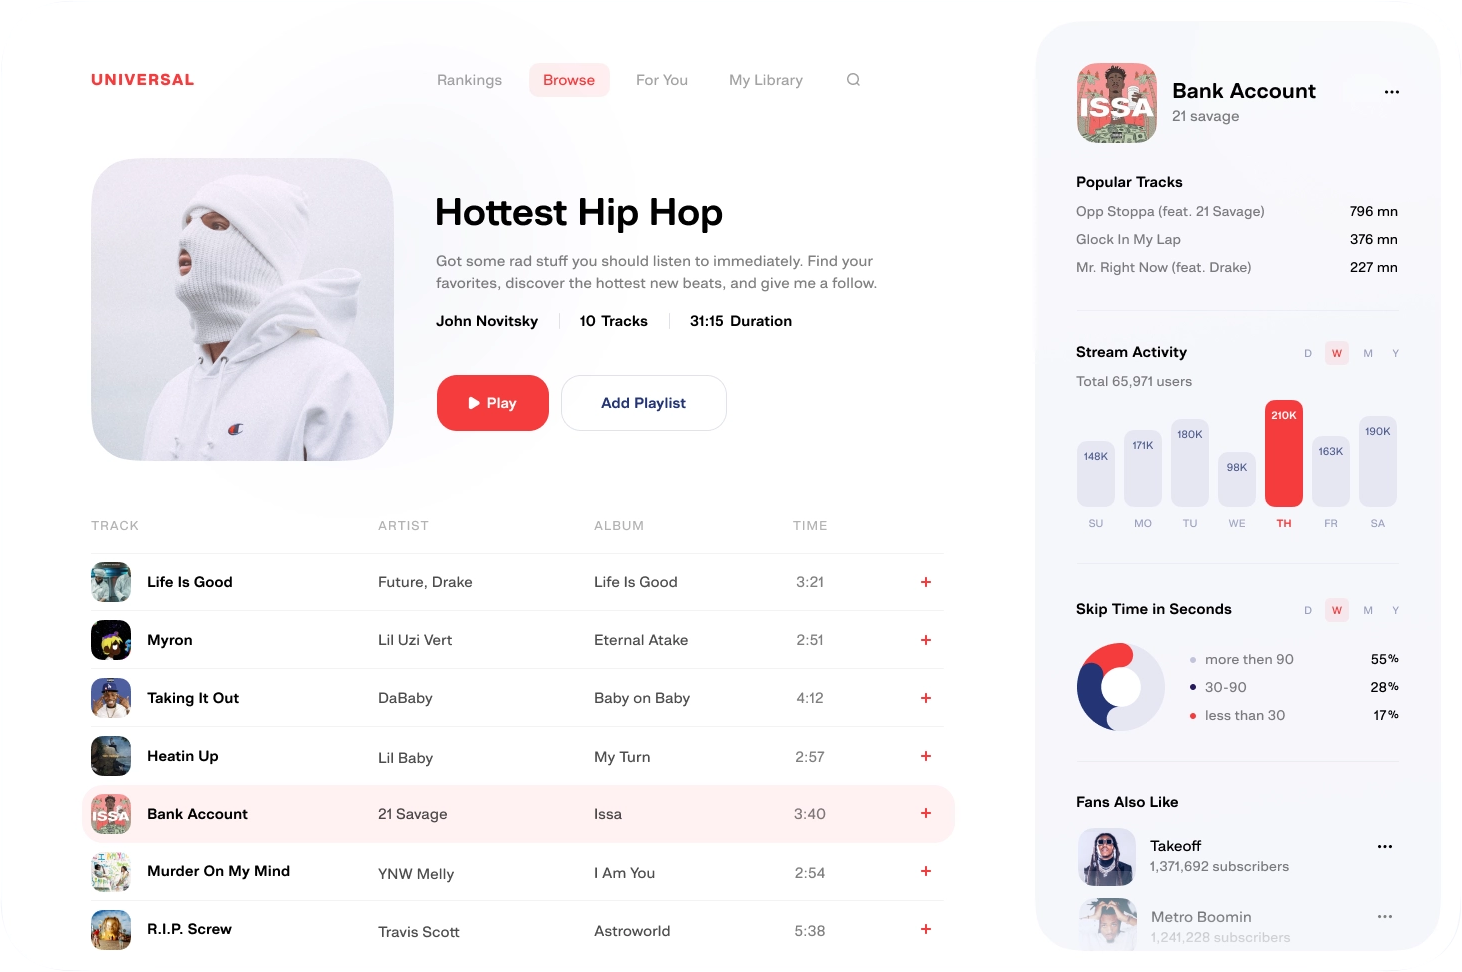 UNIVERSAL
Rankings Browse For You My Library
Hottest Hip Hop
Got some rad stuff you should listen to immediately. Find your
favorites, discover the hottest new beats, and give me a follow.
John Novitsky 10 Tracks 31:15 Duration
Play Add Playlist
TRACK ARTIST ALBUM TIME
Life Is Good Future, Drake Life Is Good 3:21 +
Myron Lil Uzi Vert Eternal Atake 2:51 +
Taking It Out DaBaby Baby on Baby 4:12 +
Heatin Up Lil Baby My Turn 2:57 +
ISSA Bank Account 21 Savage Issa 3:40 +
Murder On My Mind YNW Melly I Am You 2:54 +
R.I.P. Screw Travis Scott Astroworld 5:38 +
ISSA
Bank Account
21 savage
Popular Tracks
Opp Stoppa (feat. 21 Savage) 796 mn
Glock In My Lap 376 mn
Mr. Right Now (feat. Drake) 227 mn
Stream Activity D W M Y
Total 65,971 users
148K 171K 180K 98K 210K 163K 190K
SU MO TU WE TH FR SA
Skip Time in Seconds D W M Y
more then 90 55%
30-90 28%
less than 30 17%
Fans Also Like
Takeoff
1,371,692 subscribers
Metro Boomin
1,241,228 subscribers